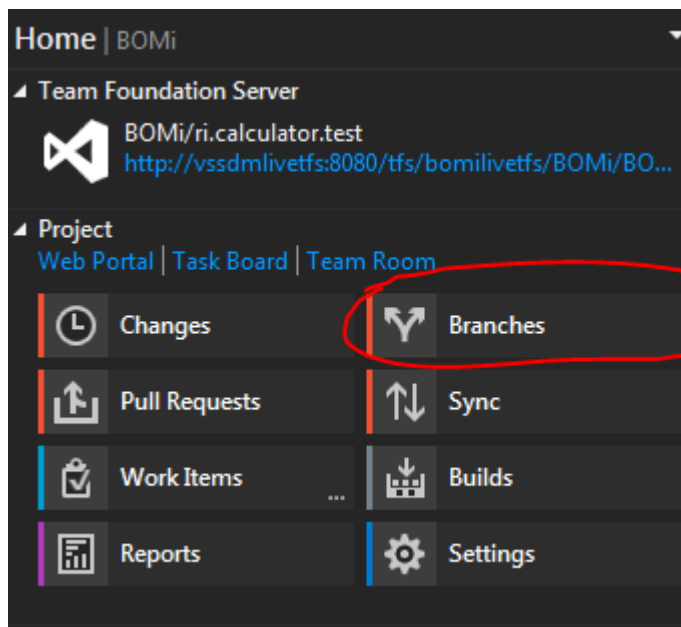 Home | BOMi
Team Foundation Server
BOMi/ri.calculator.test
http://vssdmlivetfs:8080/tfs/bomilivetfs/BOMi/BO...
Project
Web Portal | Task Board | Team Room
Changes
Branches
Pull Requests
Sync
Work Items
...
Builds
Reports
Settings